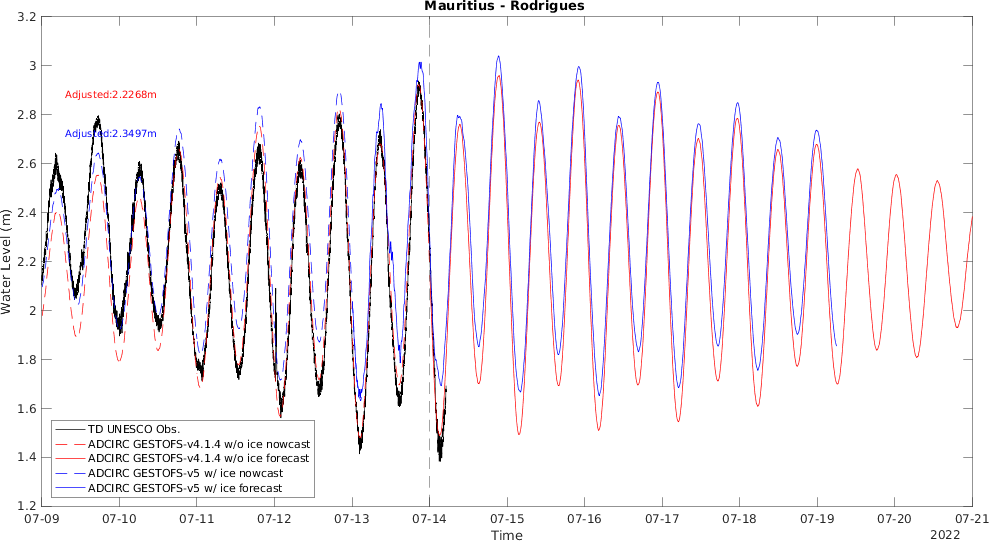 Mauritius - Rodrigues
3.2
3
2.8
2.6
2.4
2.2
2
1.8
1.6
1.4
1.2
Water Level (m)
Adjusted:2.2268m
Adjusted:2.3497m
TD UNESCO Obs.
ADCIRC GESTOFS-v4.1.4 w/o ice nowcast
ADCIRC GESTOFS-v4.1.4 w/o ice forecast
ADCIRC GESTOFS-v5 w/ ice nowcast
ADCIRC GESTOFS-v5 w/ ice forecast
07-09 07-10 07-11 07-12 07-13 07-14 07-15 07-16 07-17 07-18 07-19 07-20 07-21
Time
2022